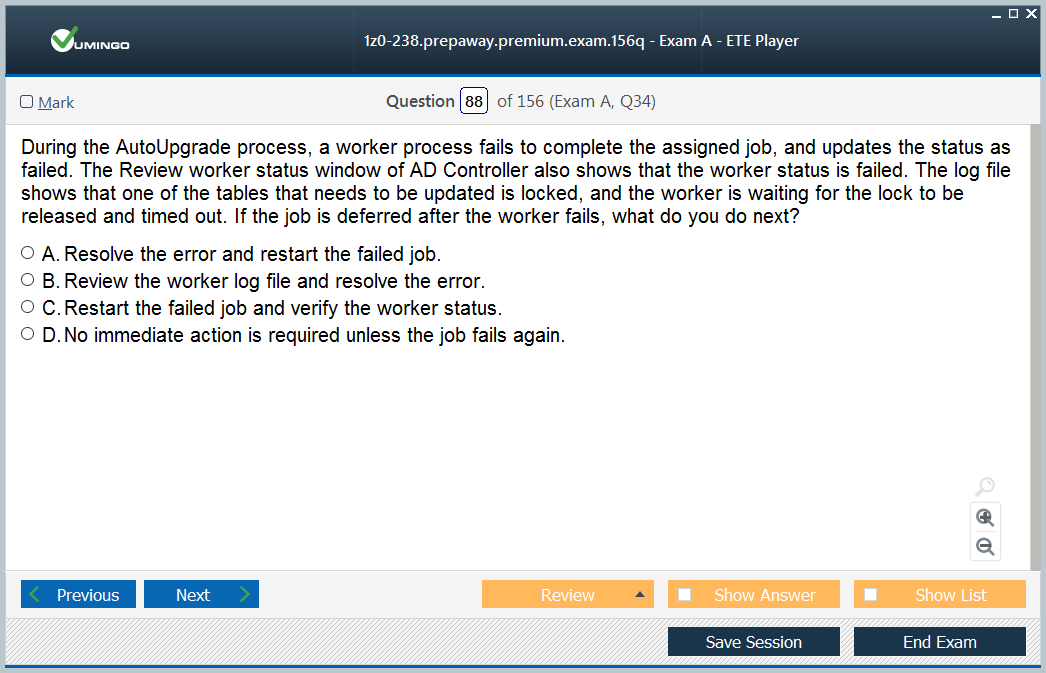 VUMINGO
1z0-238.prepaway.premium.exam.156q - Exam A - ETE Player
Mark
Question 88 of 156 (Exam A, Q34)
During the AutoUpgrade process, a worker process fails to complete the assigned job, and updates the status as
failed. The Review worker status window of AD Controller also shows that the worker status is failed. The log file
shows that one of the tables that needs to be updated is locked, and the worker is waiting for the lock to be
released and timed out. If the job is deferred after the worker fails, what do you do next?
A. Resolve the error and restart the failed job.
B. Review the worker log file and resolve the error.
C. Restart the failed job and verify the worker status.
D. No immediate action is required unless the job fails again.
Previous
Next
Review
Show Answer
Show List
Save Session
End Exam